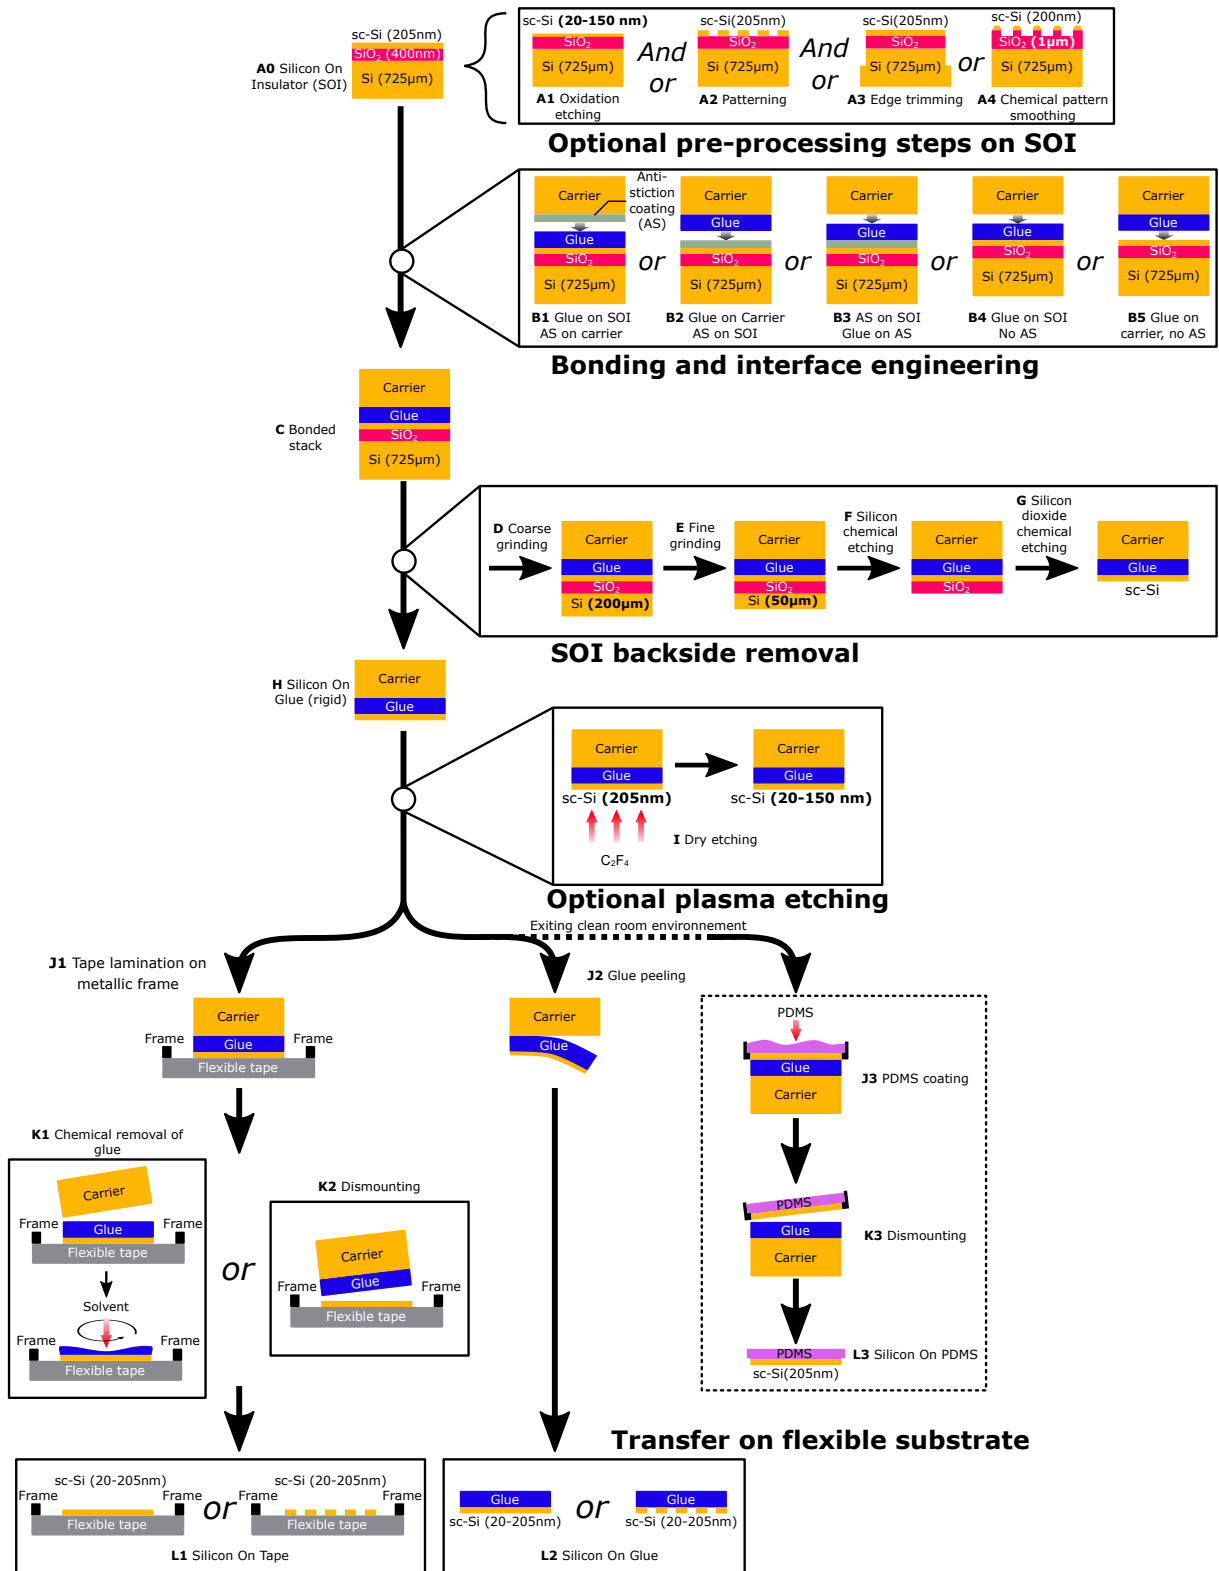 sc-Si (205nm)
SiO₂ (400nm)
Si (725µm)
A0 Silicon On
Insulator (SOI)
sc-Si (20-150 nm)
SiO₂
Si (725µm)
A1 Oxidation
etching
And
or
sc-Si(205nm)
SiO₂
Si (725µm)
A2 Patterning
And
or
sc-Si(205nm)
SiO₂
Si (725µm)
A3 Edge trimming
or
sc-Si (200nm)
SiO₂ (1µm)
Si (725µm)
A4 Chemical pattern
smoothing
Optional pre-processing steps on SOI
Carrier
Anti-
stiction
coating
(AS)
Glue
SiO₂
Si (725µm)
B1 Glue on SOI
AS on carrier
or
Carrier
Glue
SiO₂
Si (725µm)
B2 Glue on Carrier
AS on SOI
or
Carrier
Glue
SiO₂
Si (725µm)
B3 AS on SOI
Glue on AS
or
Carrier
Glue
SiO₂
Si (725µm)
B4 Glue on SOI
No AS
or
Carrier
Glue
SiO₂
Si (725µm)
B5 Glue on
carrier, no AS
Bonding and interface engineering
Carrier
Glue
SiO₂
Si (725µm)
C Bonded
stack
D Coarse
grinding
Carrier
Glue
SiO₂
Si (200µm)
E Fine
grinding
Carrier
Glue
SiO₂
Si (50µm)
F Silicon
chemical
etching
Carrier
Glue
SiO₂
G Silicon
dioxide
chemical
etching
Carrier
Glue
sc-Si
SOI backside removal
H Silicon On
Glue (rigid)
Carrier
Glue
Carrier
Glue
sc-Si (205nm)
Carrier
Glue
sc-Si (20-150 nm)
I Dry etching
C₂F₄
Optional plasma etching
Exiting clean room environnement
J1 Tape lamination on
metallic frame
Carrier
Frame
Frame
Glue
Flexible tape
J2 Glue peeling
Carrier
Glue
PDMS
Glue
Carrier
J3 PDMS coating
K1 Chemical removal of
glue
Carrier
Frame
Glue
Frame
Flexible tape
Solvent
Frame
Frame
Flexible tape
or
K2 Dismounting
Carrier
Glue
Frame
Frame
Flexible tape
PDMS
Glue
Carrier
K3 Dismounting
PDMS
sc-Si(205nm)
L3 Silicon On PDMS
Transfer on flexible substrate
sc-Si (20-205nm)
Frame
Frame
Flexible tape
or
sc-Si (20-205nm)
Frame
Frame
Flexible tape
L1 Silicon On Tape
Glue
sc-Si (20-205nm)
or
Glue
sc-Si (20-205nm)
L2 Silicon On Glue